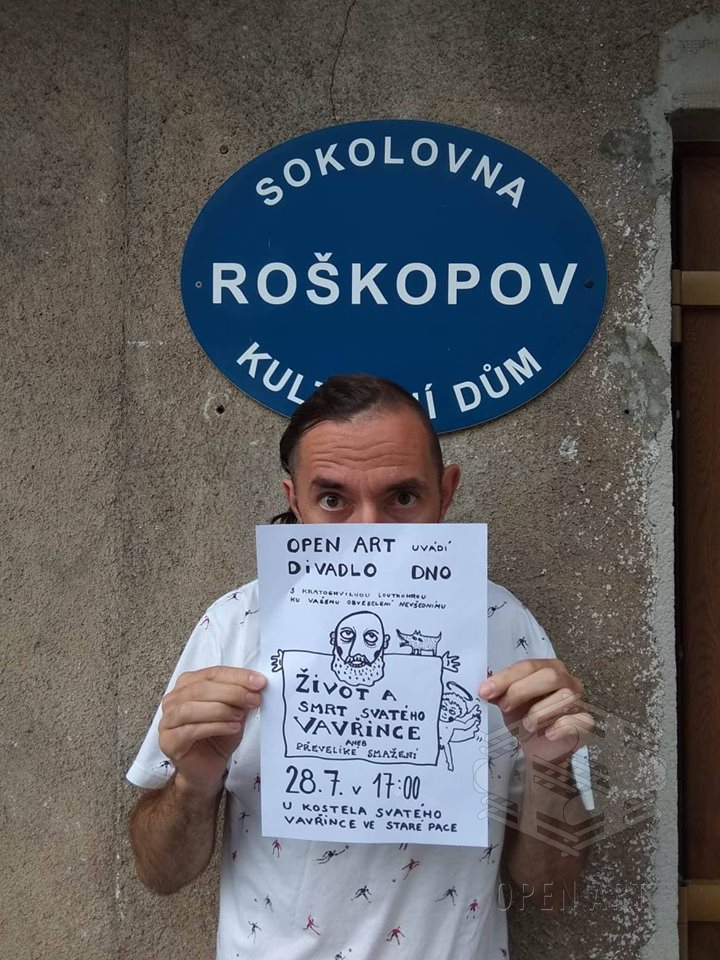 SOKOLOVNA
ROŠKOPOV
DŮM
OPEN ART UVÁDÍ
DIVADLO DNO
S KRATOCHVILNOU LOUTKOHROU
KU VAŠEMU OBVESELENÍ NEVŠEDNÍMU
ŽIVOT A
SMRT SVATÉHO
VAVŘINCE
ANEB
PŘEVELIKÉ SMAŽENÍ
28.7. v 17:00
U KOSTELA SVATÉHO
VAVŘINCE VE STARÉ PACE
OPEN ART